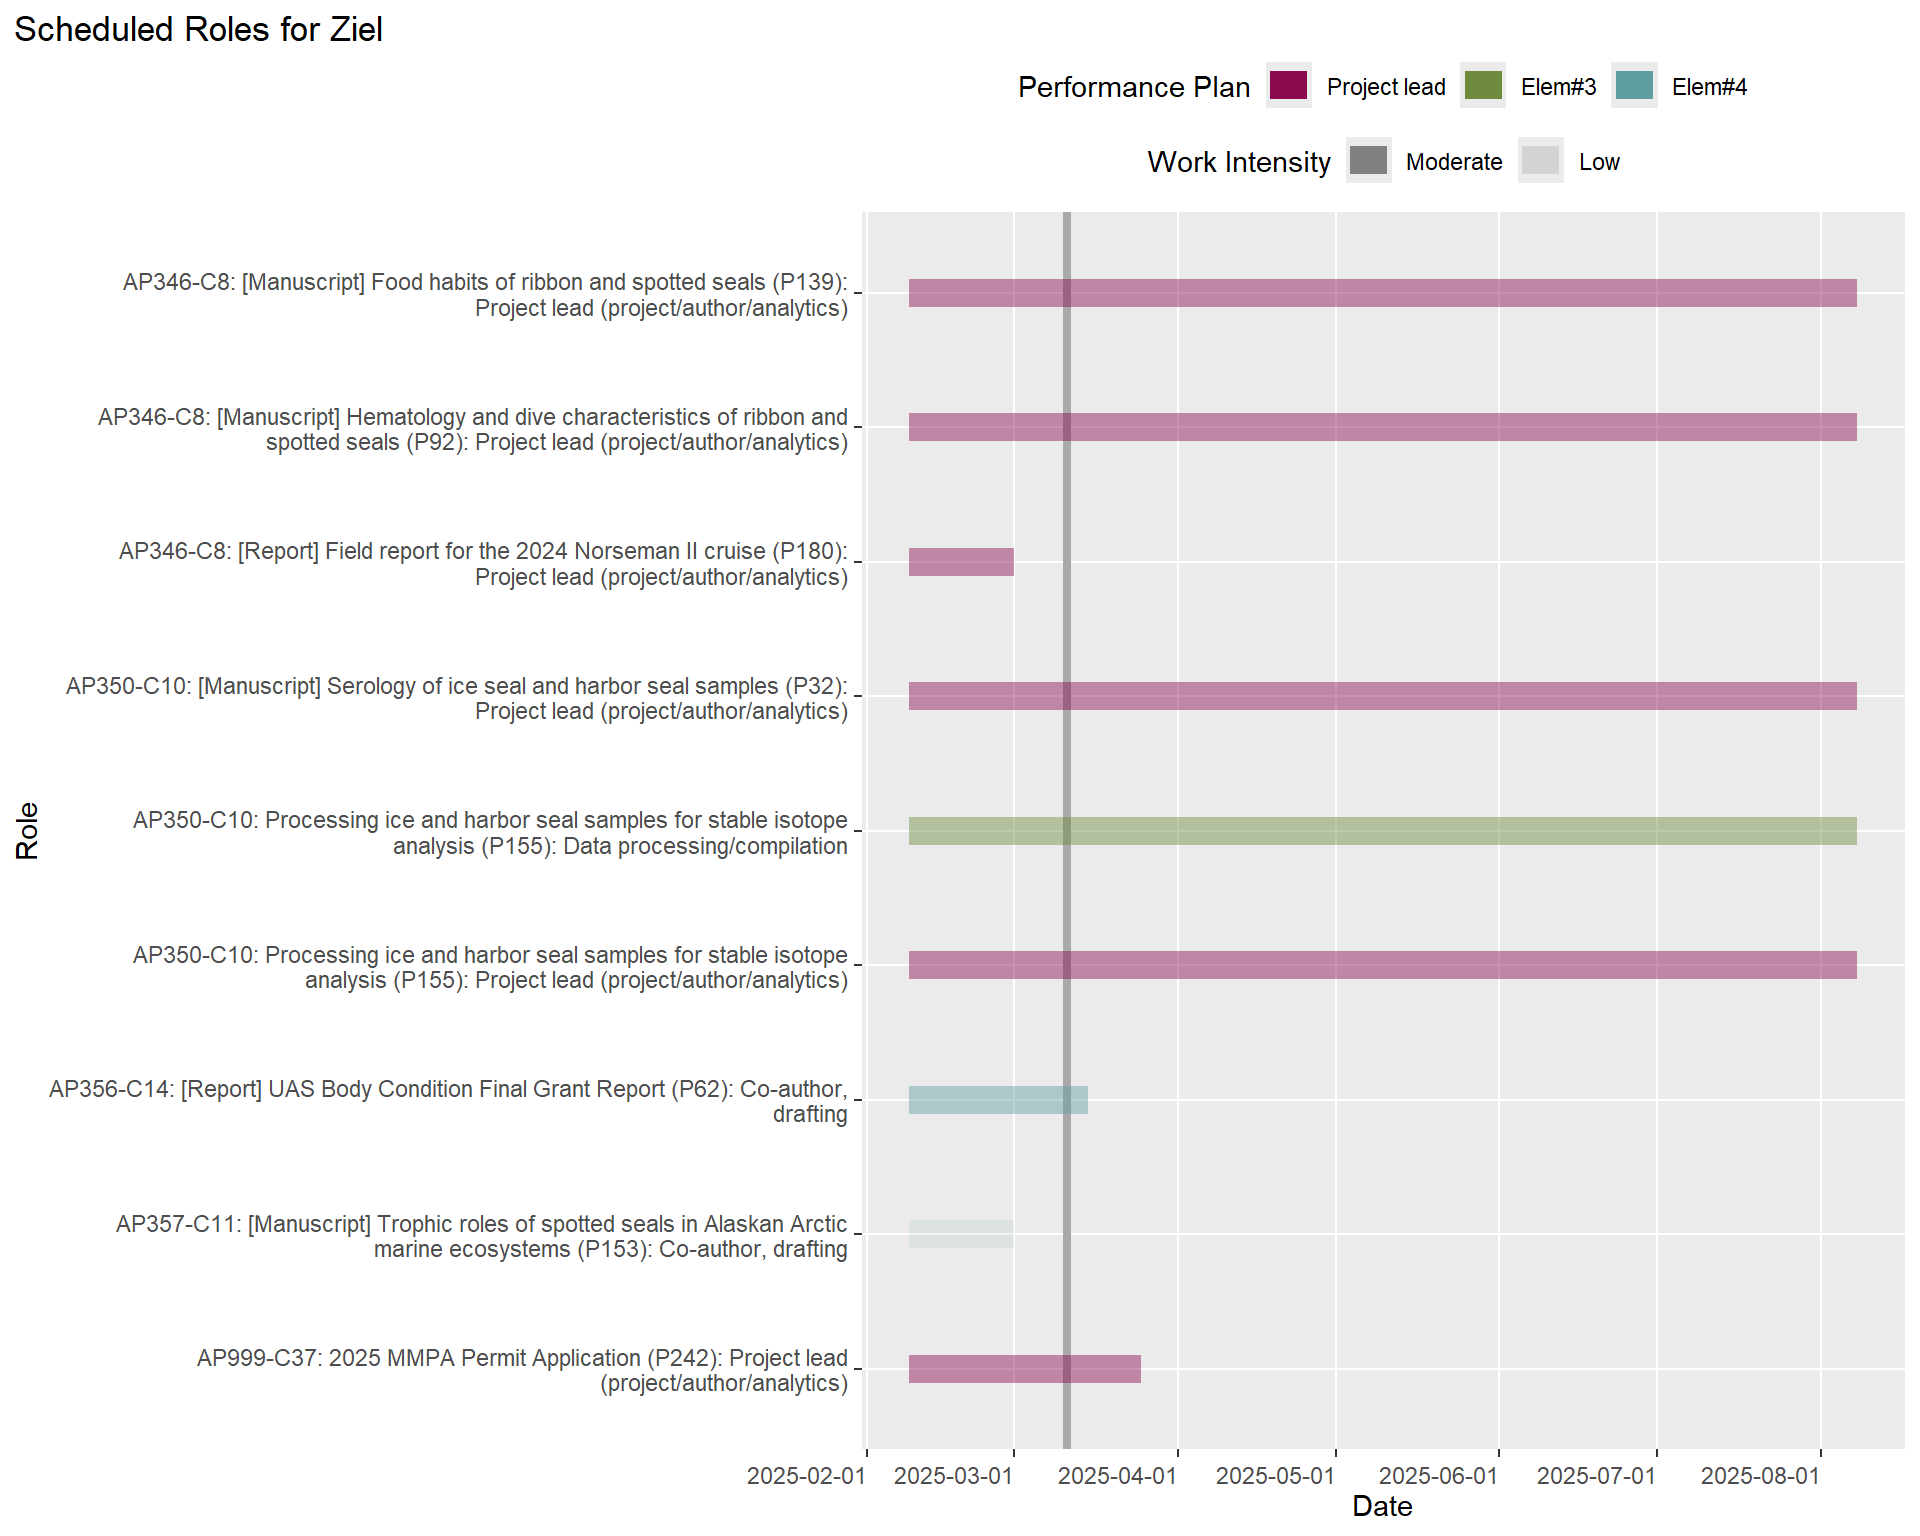 Scheduled Roles for Ziel
Performance Plan Project lead Elem#3 Elem#4
Work Intensity Moderate Low
AP346-C8: [Manuscript] Food habits of ribbon and spotted seals (P139):
Project lead (project/author/analytics)
AP346-C8: [Manuscript] Hematology and dive characteristics of ribbon and
spotted seals (P92): Project lead (project/author/analytics)
AP346-C8: [Report] Field report for the 2024 Norseman II cruise (P180):
Project lead (project/author/analytics)
AP350-C10: [Manuscript] Serology of ice seal and harbor seal samples (P32):
Project lead (project/author/analytics)
AP350-C10: Processing ice and harbor seal samples for stable isotope
analysis (P155): Data processing/compilation
AP350-C10: Processing ice and harbor seal samples for stable isotope
analysis (P155): Project lead (project/author/analytics)
AP356-C14: [Report] UAS Body Condition Final Grant Report (P62): Co-author,
drafting
AP357-C11: [Manuscript] Trophic roles of spotted seals in Alaskan Arctic
marine ecosystems (P153): Co-author, drafting
AP999-C37: 2025 MMPA Permit Application (P242): Project lead
(project/author/analytics)
Role
2025-02-01 2025-03-01 2025-04-01 2025-05-01 2025-06-01 2025-07-01 2025-08-01
Date